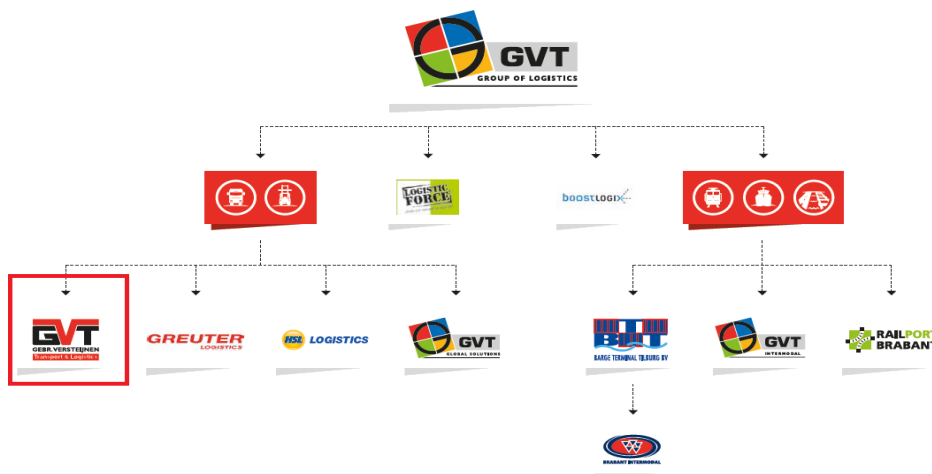 GVT
GROUP OF LOGISTICS
LOGISTIC
FORCE
boostLOGIX
GVT
GEBR.VERSTEIJNEN
Transport & Logistics
GREUTER
LOGISTICS
HSL LOGISTICS
GVT
GLOBAL SOLUTIONS
BTT
BARGE TERMINAL TILBURG BV
GVT
INTERMODAL
RAILPORT
BRABANT
BRABANT INTERMODAL